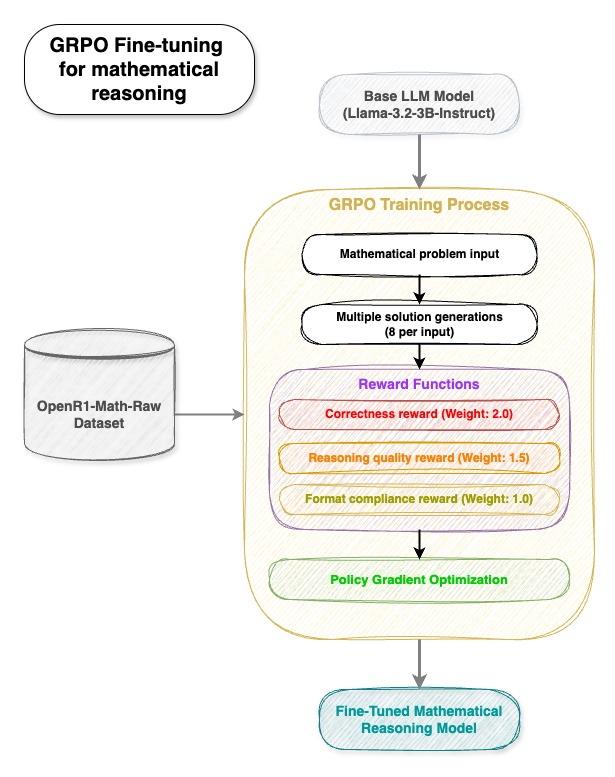 GRPO Fine-tuning
for mathematical
reasoning
Base LLM Model
(Llama-3.2-3B-Instruct)
GRPO Training Process
Mathematical problem input
Multiple solution generations
(8 per input)
Reward Functions
Correctness reward (Weight: 2.0)
Reasoning quality reward (Weight: 1.5)
Format compliance reward (Weight: 1.0)
OpenR1-Math-Raw
Dataset
Policy Gradient Optimization
Fine-Tuned Mathematical
Reasoning Model